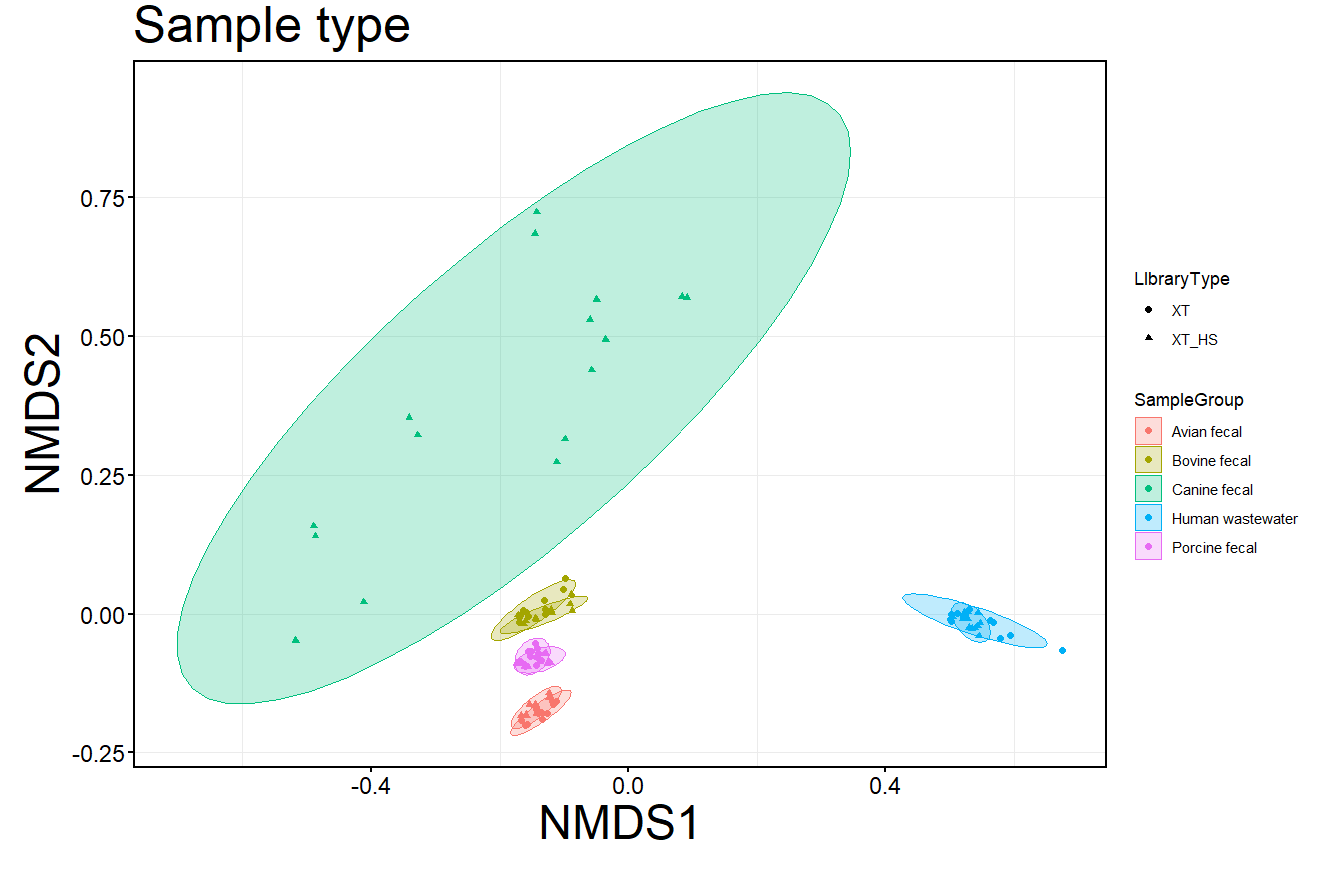 Sample type
NMDS2
0.75
0.50
0.25
0.00
-0.25
-0.4
0.0
0.4
NMDS1
LIbraryType
XT
XT_HS
SampleGroup
Avian fecal
Bovine fecal
Canine fecal
Human wastewater
Porcine fecal